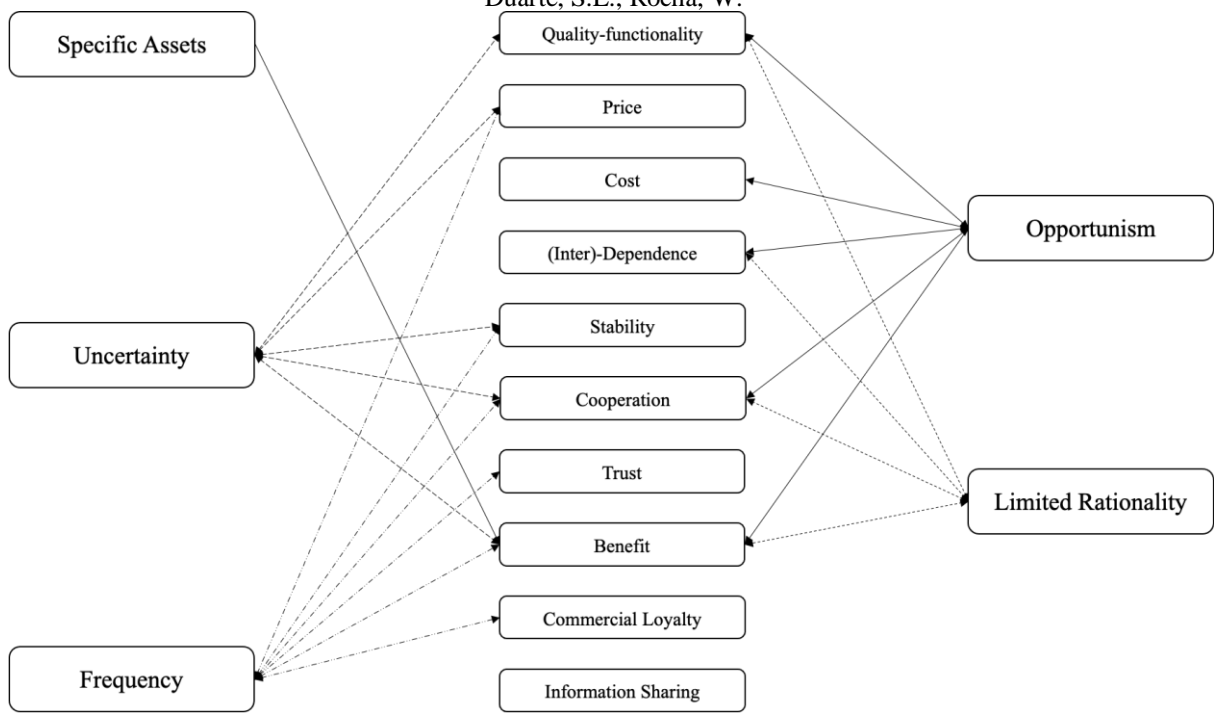 Duarte, S.L., Rocha, W.
Specific Assets
Uncertainty
Frequency
Quality-functionality
Price
Cost
(Inter)-Dependence
Stability
Cooperation
Trust
Benefit
Commercial Loyalty
Information Sharing
Opportunism
Limited Rationality